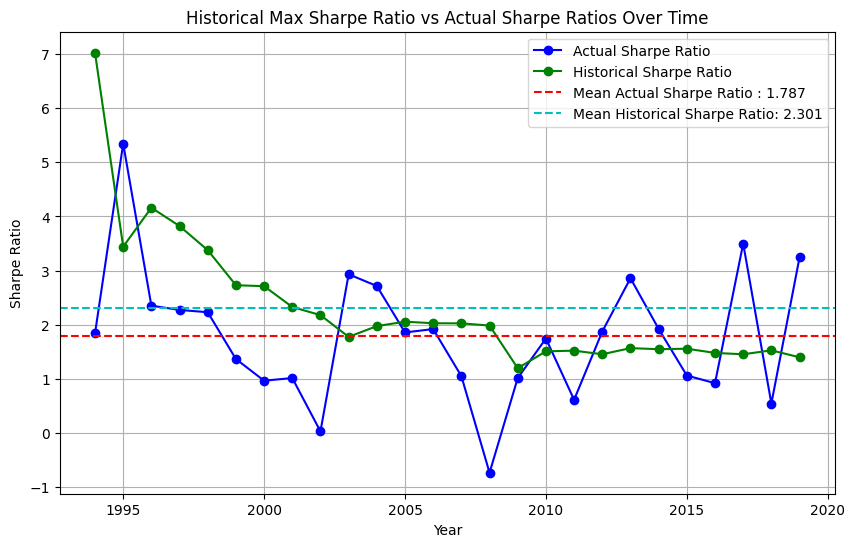 Historical Max Sharpe Ratio vs Actual Sharpe Ratios Over Time
Actual Sharpe Ratio
Historical Sharpe Ratio
Mean Actual Sharpe Ratio : 1.787
Mean Historical Sharpe Ratio: 2.301
7
6
5
4
3
2
1
0
−1
Sharpe Ratio
1995
2000
2005
2010
2015
2020
Year